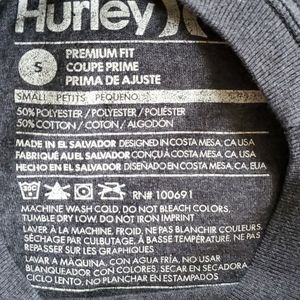 Hurley
S
PREMIUM FIT
COUPE PRIME
PRIMA DE AJUSTE
SMALL PETITS PEQUEÑO
50% POLYESTER / POLYESTER / POLIÉSTER
50% COTTON / COTON / ALGODÓN
MADE IN EL SALVADOR DESIGNED IN COSTA MESA, CA, USA
FABRIQUÉ AU EL SALVADOR CONÇU À COSTA MESA, CA, USA
HECHO EN EL SALVADOR DISEÑADO EN COSTA MESA, CA, EUA
RN# 100691
MACHINE WASH COLD. DO NOT BLEACH COLORS.
TUMBLE DRY LOW. DO NOT IRON IMPRINT
LAVER À LA MACHINE, FROID, NE PAS BLANCHIR COULEURS,
SÉCHAGE PAR CULBUTAGE, À BASSE TEMPÉRATURE. NE PAS
REPASSER SUR LES GRAPHIQUES
LAVAR A MÁQUINA, CON AGUA FRÍA, NO USAR
BLANQUEADOR CON COLORES, SECAR EN SECADORA
CICLO LENTO, NO PLANCHAR EN ESTAMPADO